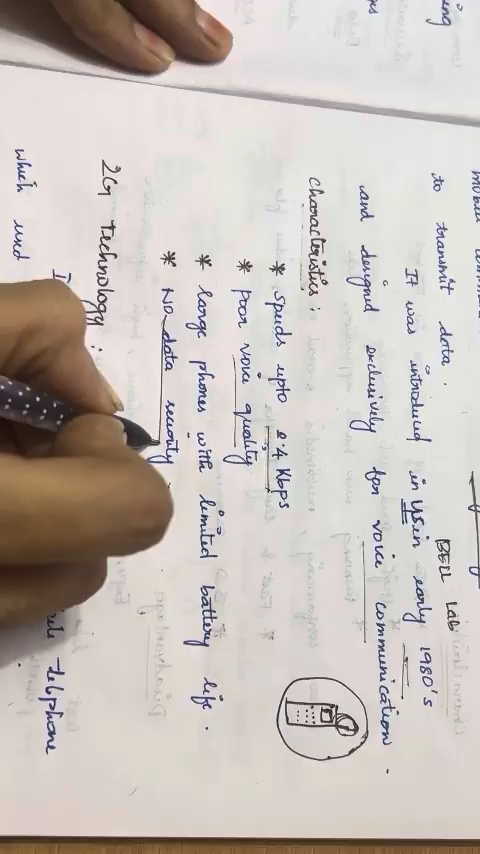 to transmit data.
BELL Lab
It was introduced in US in early 1980's
and designed exclusively for voice communication.
Characteristics:
* Speeds upto 2.4 Kbps
* Poor voice quality
* large phones with limited battery life.
* No data security
2G Technology:
which used
telephone